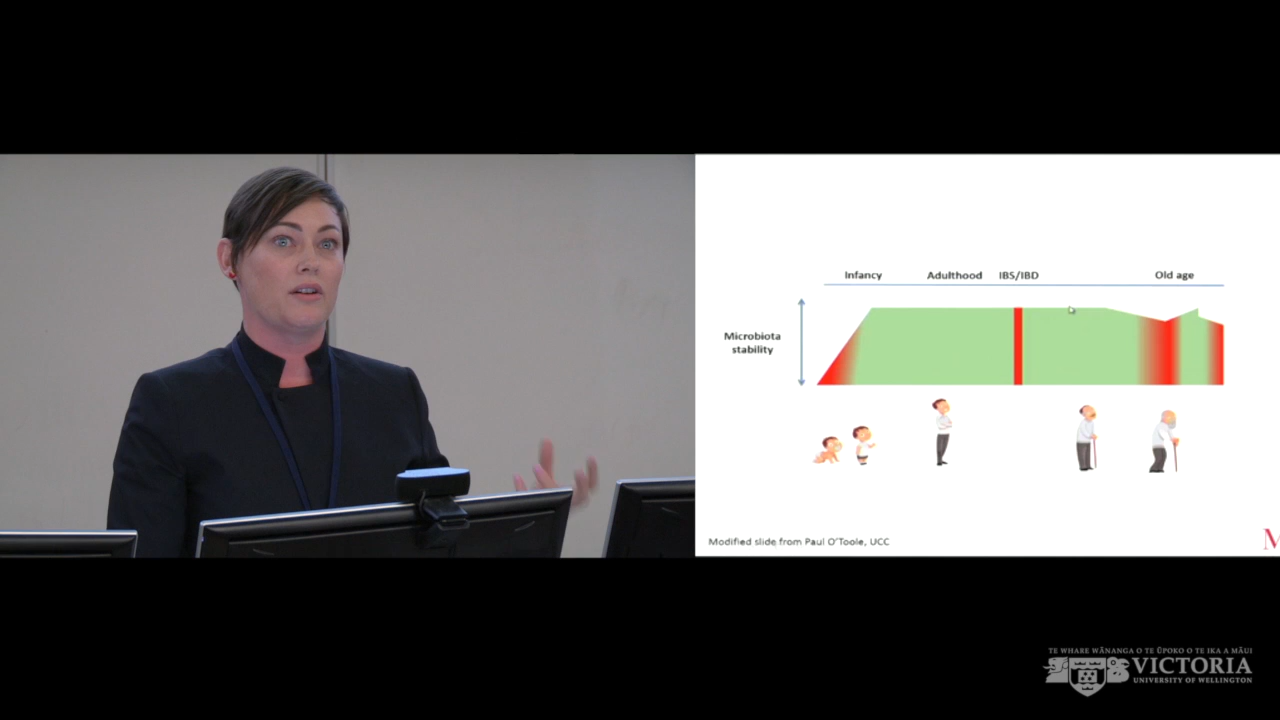 Infancy
Adulthood
IBS/IBD
Old age
Microbiota
stability
Modified slide from Paul O'Toole, UCC
M
TE WHARE WĀNANGA O TE ŪPOKO O TE IKA A MĀUI
VICTORIA
UNIVERSITY OF WELLINGTON